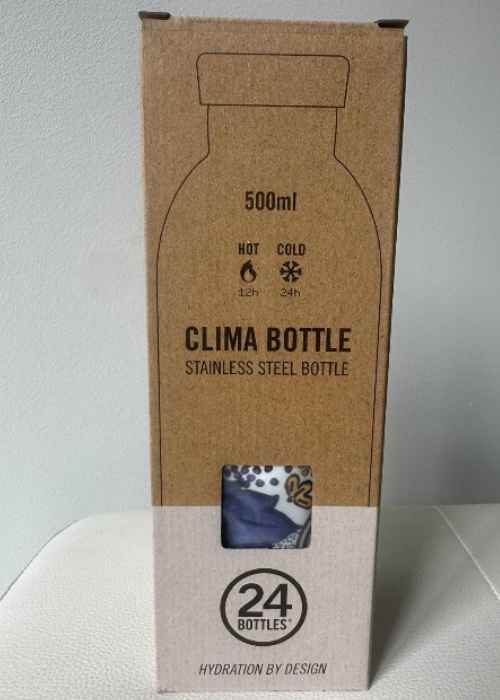 500ml
HOT COLD
12h 24h
CLIMA BOTTLE
STAINLESS STEEL BOTTLE
24
BOTTLES®
HYDRATION BY DESIGN